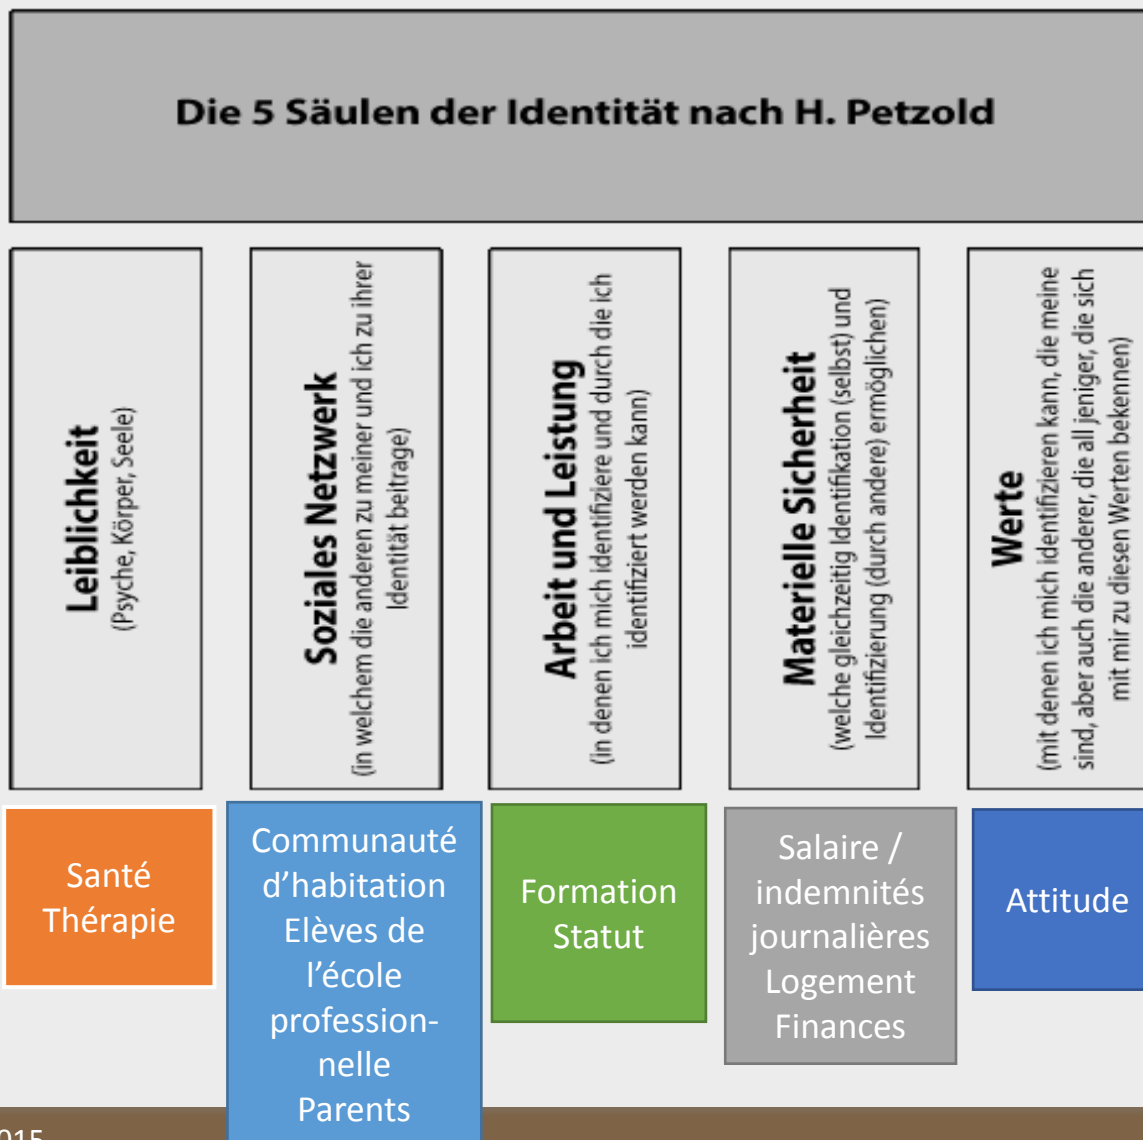 Die 5 Säulen der Identität nach H. Petzold
Leiblichkeit
(Psyche, Körper, Seele)
Soziales Netzwerk
(in welchem die anderen zu meiner und ich zu ihrer
Identität beitrage)
Arbeit und Leistung
(in denen ich mich identifiziere und durch die ich
identifiziert werden kann)
Materielle Sicherheit
(welche gleichzeitig Identifikation (selbst) und
Identifizierung (durch andere) ermöglichen)
Werte
(mit denen ich mich identifizieren kann, die meine
sind, aber auch die anderer, die all jeniger, die sich
mit mir zu diesen Werten bekennen)
Santé
Thérapie
Communauté
d’habitation
Elèves de
l’école
profession-
nelle
Parents
Formation
Statut
Salaire /
indemnités
journalières
Logement
Finances
Attitude